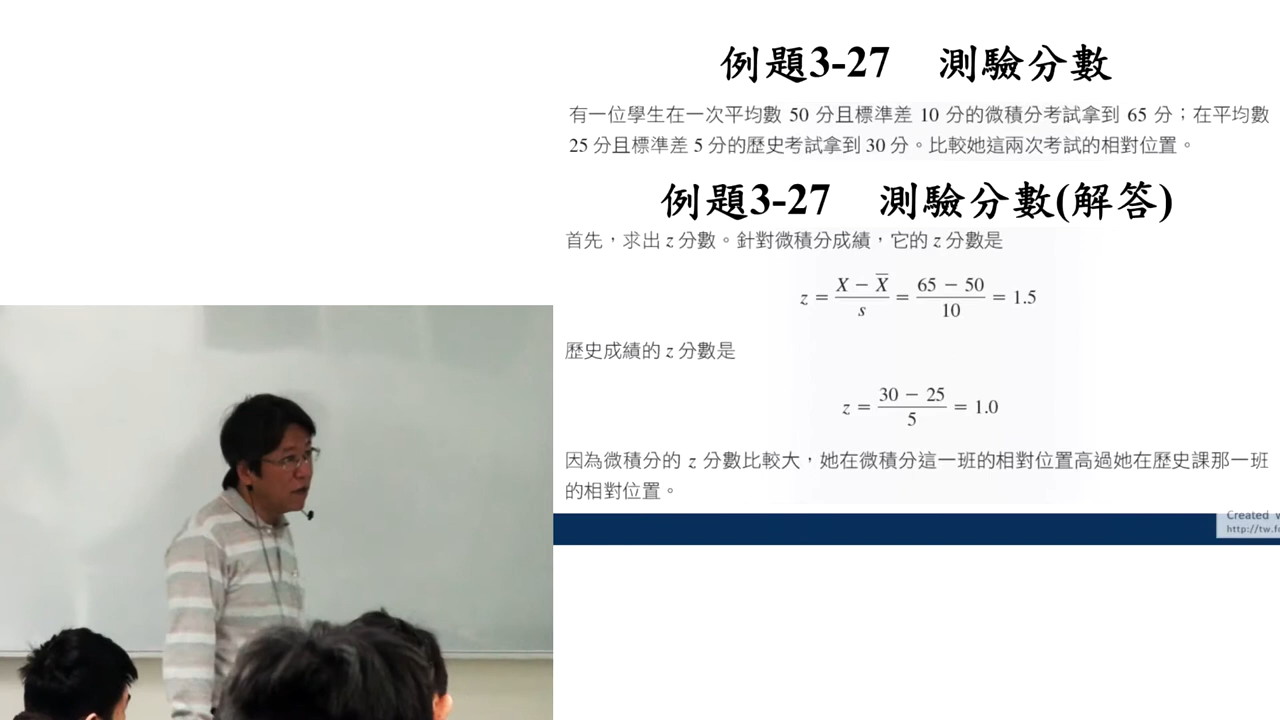 例題3-27 測驗分數
有一位學生在一次平均數 50 分且標準差 10 分的微積分考試拿到 65 分；在平均數
25 分且標準差 5 分的歷史考試拿到 30 分。比較她這兩次考試的相對位置。
例題3-27 測驗分數(解答)
首先，求出 z 分數。針對微積分成績，它的 z 分數是
z = (X − X̅)/s = (65 − 50)/10 = 1.5
歷史成績的 z 分數是
z = (30 − 25)/5 = 1.0
因為微積分的 z 分數比較大，她在微積分這一班的相對位置高過她在歷史課那一班
的相對位置。
Created
http://tw.f